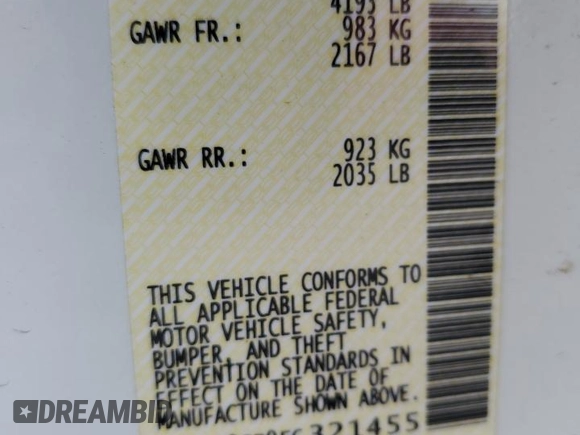 4193 LB
GAWR FR.: 983 KG
2167 LB
GAWR RR.: 923 KG
2035 LB
THIS VEHICLE CONFORMS TO
ALL APPLICABLE FEDERAL
MOTOR VEHICLE SAFETY,
BUMPER, AND THEFT
PREVENTION STANDARDS IN
EFFECT ON THE DATE OF
MANUFACTURE SHOWN ABOVE.
321455
DREAMBID